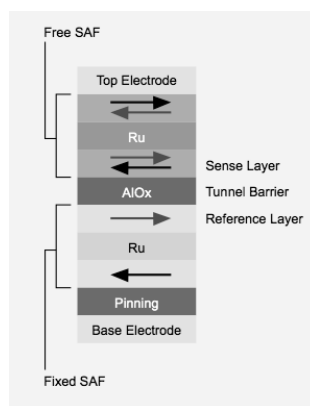 Free SAF
Top Electrode
Ru
Sense Layer
AlOx
Tunnel Barrier
Reference Layer
Ru
Pinning
Base Electrode
Fixed SAF